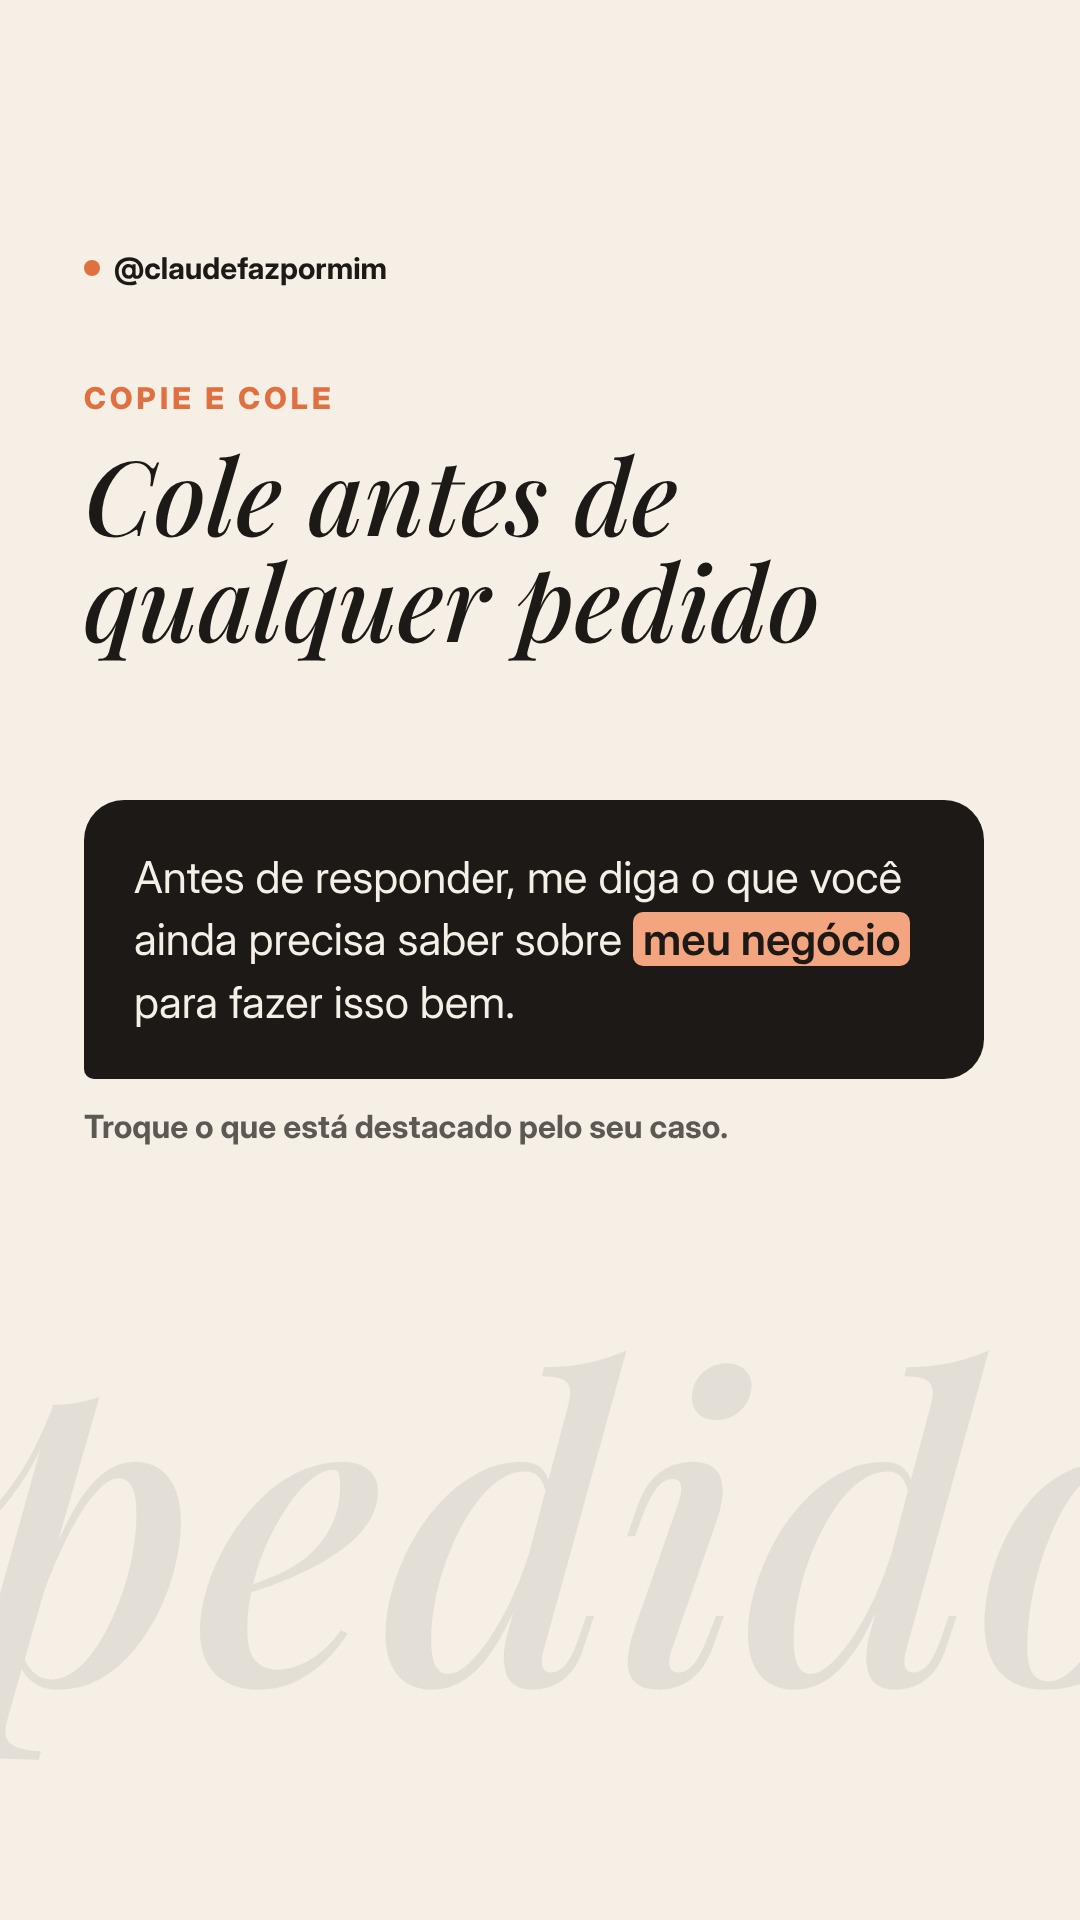 @claudefazpormim
COPIE E COLE
Cole antes de
qualquer pedido
Antes de responder, me diga o que você
ainda precisa saber sobre meu negócio
para fazer isso bem.
Troque o que está destacado pelo seu caso.
pedido